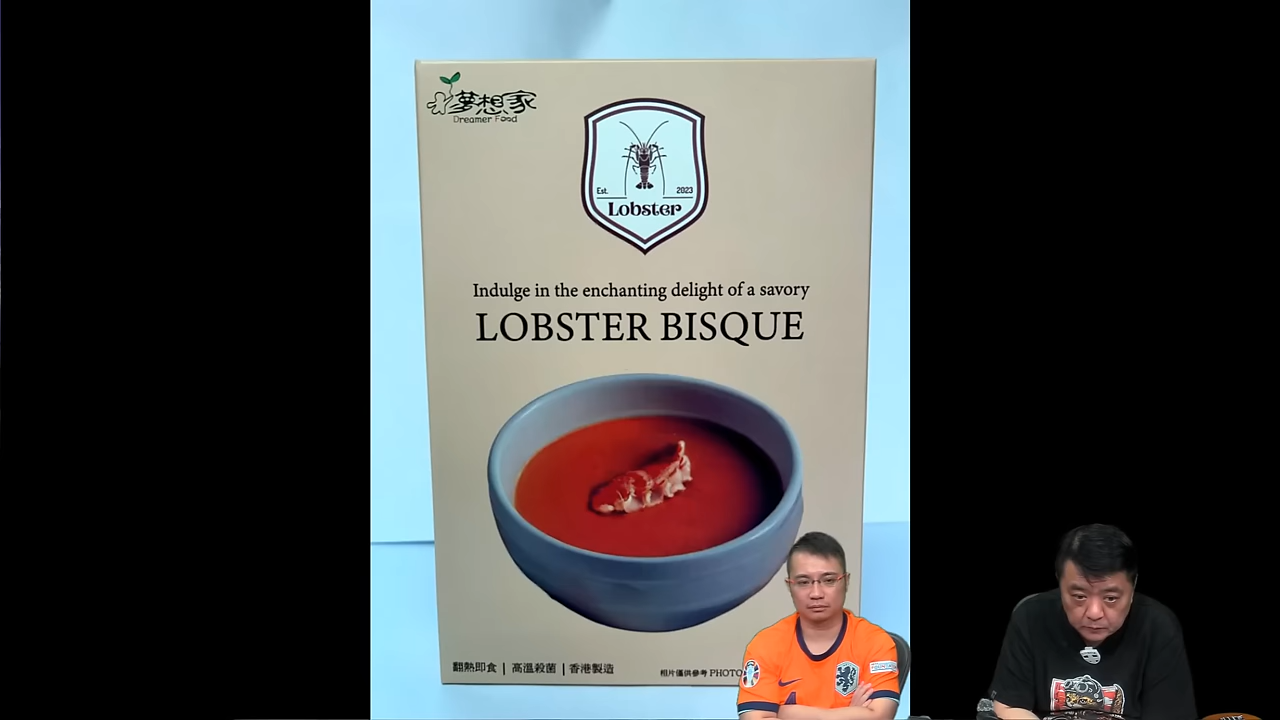 夢想家
Dreamer Food
Est. 2023
Lobster
Indulge in the enchanting delight of a savory
LOBSTER BISQUE
翻熱即食 | 高溫殺菌 | 香港製造
相片僅供參考 PHOTO